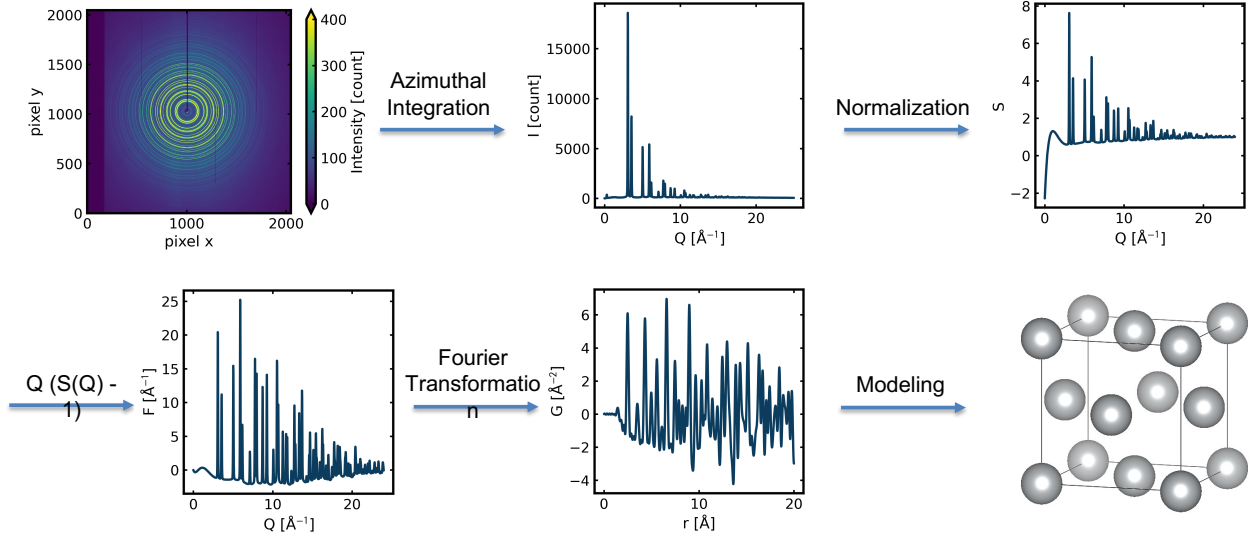 2000
1500
1000
500
0
pixel y
0
1000
2000
pixel x
400
300
200
100
0
Intensity [count]
Azimuthal
Integration
15000
10000
5000
0
I [count]
0
20
Q [Å⁻¹]
Normalization
8
6
4
2
0
−2
S
0
10
20
Q [Å⁻¹]
Q (S(Q) -
1)
25
20
15
10
5
0
F [Å⁻¹]
0
10
20
Q [Å⁻¹]
Fourier
Transformatio
n
6
4
2
0
−2
−4
G [Å⁻²]
0
10
20
r [Å]
Modeling